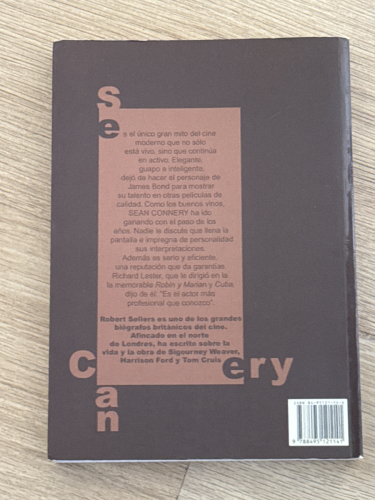 Se
es el único gran mito del cine
moderno que no sólo
está vivo, sino que continúa
en activo. Elegante,
guapo e inteligente,
dejó de hacer el personaje de
James Bond para mostrar
su talento en otras películas de
calidad. Como los buenos vinos,
SEAN CONNERY ha ido
ganando con el paso de los
años. Nadie le discute que llena la
pantalla e impregna de personalidad
sus interpretaciones.
Además es serio y eficiente,
una reputación que da garantías.
Richard Lester, que le dirigió en la
la memorable Robin y Marian y Cuba,
dijo de él: "Es el actor más
profesional que conozco".
Robert Sellers es uno de los grandes
biógrafos británicos del cine.
Afincado en el norte
de Londres, ha escrito sobre la
vida y la obra de Sigourney Weaver,
Harrison Ford y Tom Cruis
C ery
an
9 788495 121141